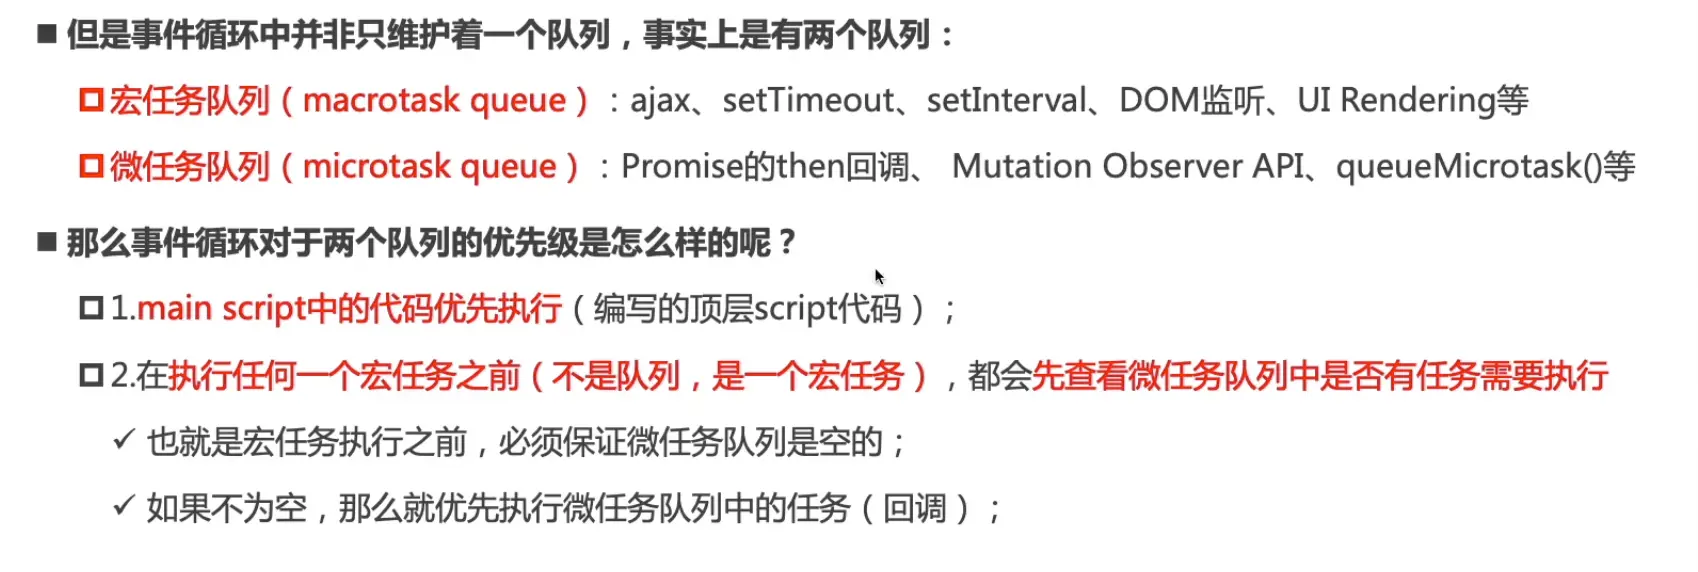 但是事件循环中并非只维护着一个队列，事实上是有两个队列：
宏任务队列（macrotask queue）：ajax、setTimeout、setInterval、DOM监听、UI Rendering等
微任务队列（microtask queue）：Promise的then回调、 Mutation Observer API、queueMicrotask()等
那么事件循环对于两个队列的优先级是怎么样的呢？
1.main script中的代码优先执行（编写的顶层script代码）；
2.在执行任何一个宏任务之前（不是队列，是一个宏任务），都会先查看微任务队列中是否有任务需要执行
✓ 也就是宏任务执行之前，必须保证微任务队列是空的；
✓ 如果不为空，那么就优先执行微任务队列中的任务（回调）；